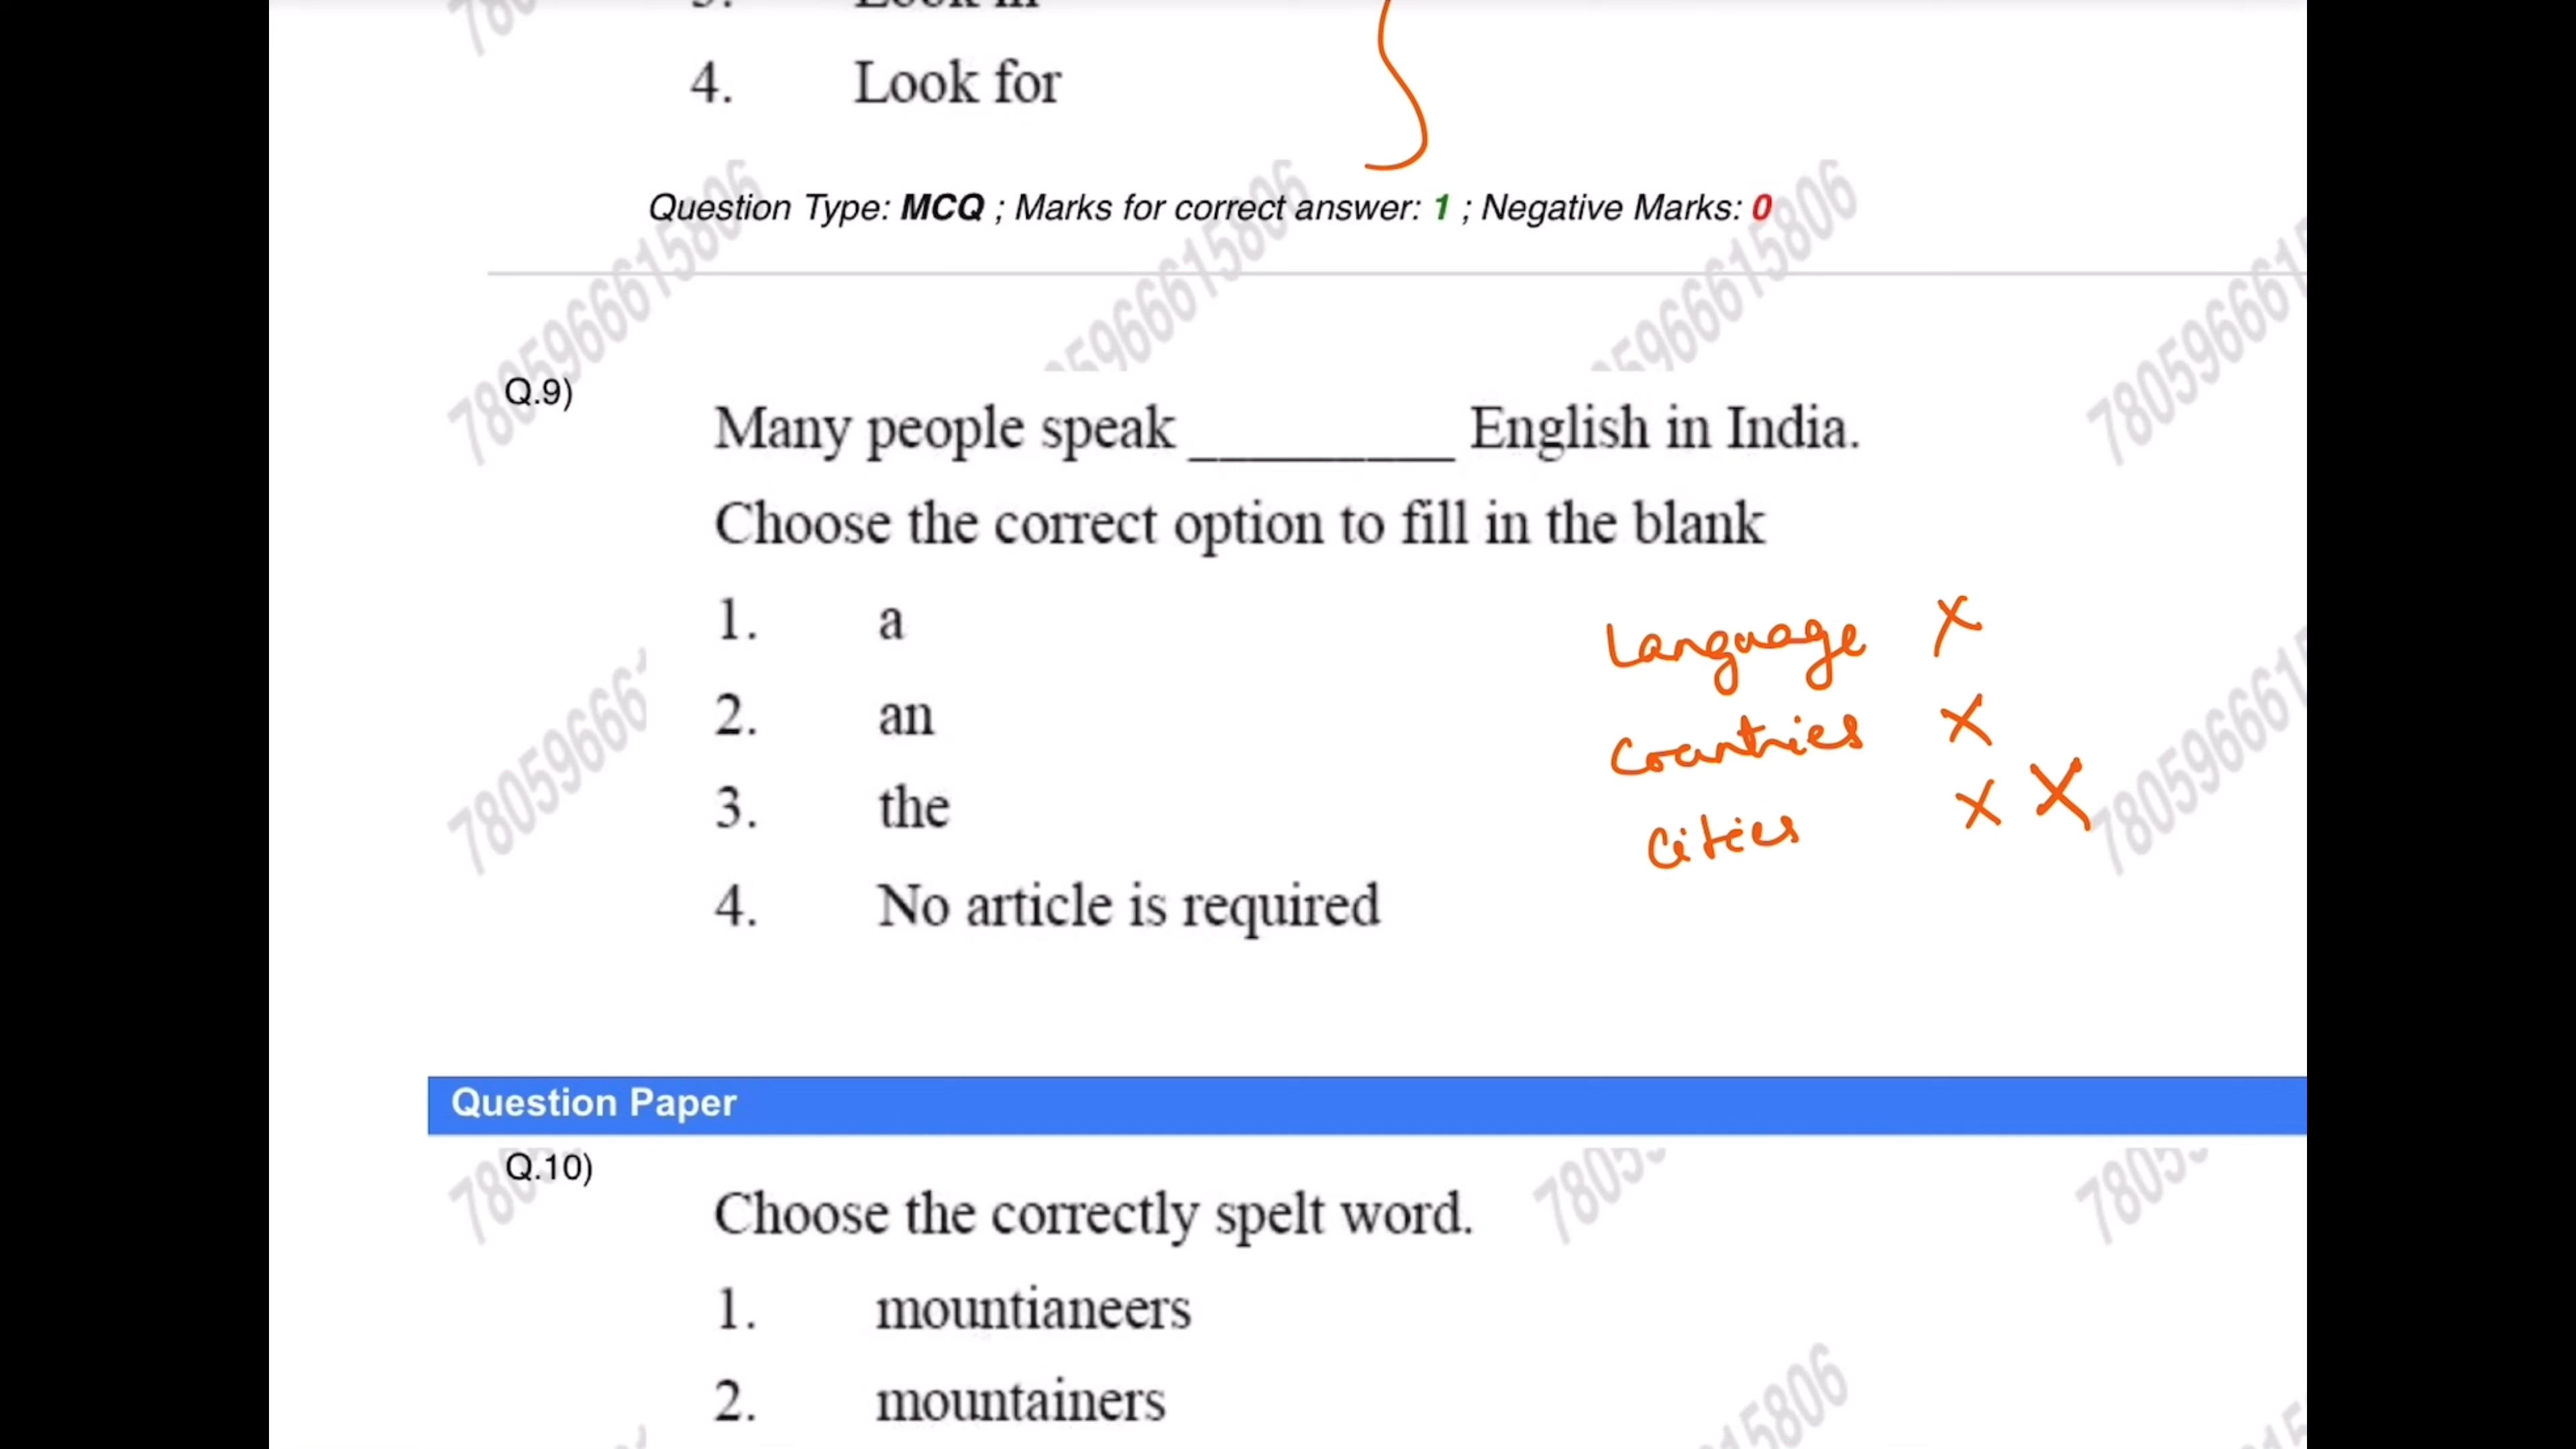 4. Look for
Question Type: MCQ ; Marks for correct answer: 1 ; Negative Marks: 0
Q.9)
Many people speak _________ English in India.
Choose the correct option to fill in the blank
1. a
2. an
3. the
4. No article is required
Language X
Countries X
Cities X X
Question Paper
Q.10)
Choose the correctly spelt word.
1. mountianeers
2. mountainers